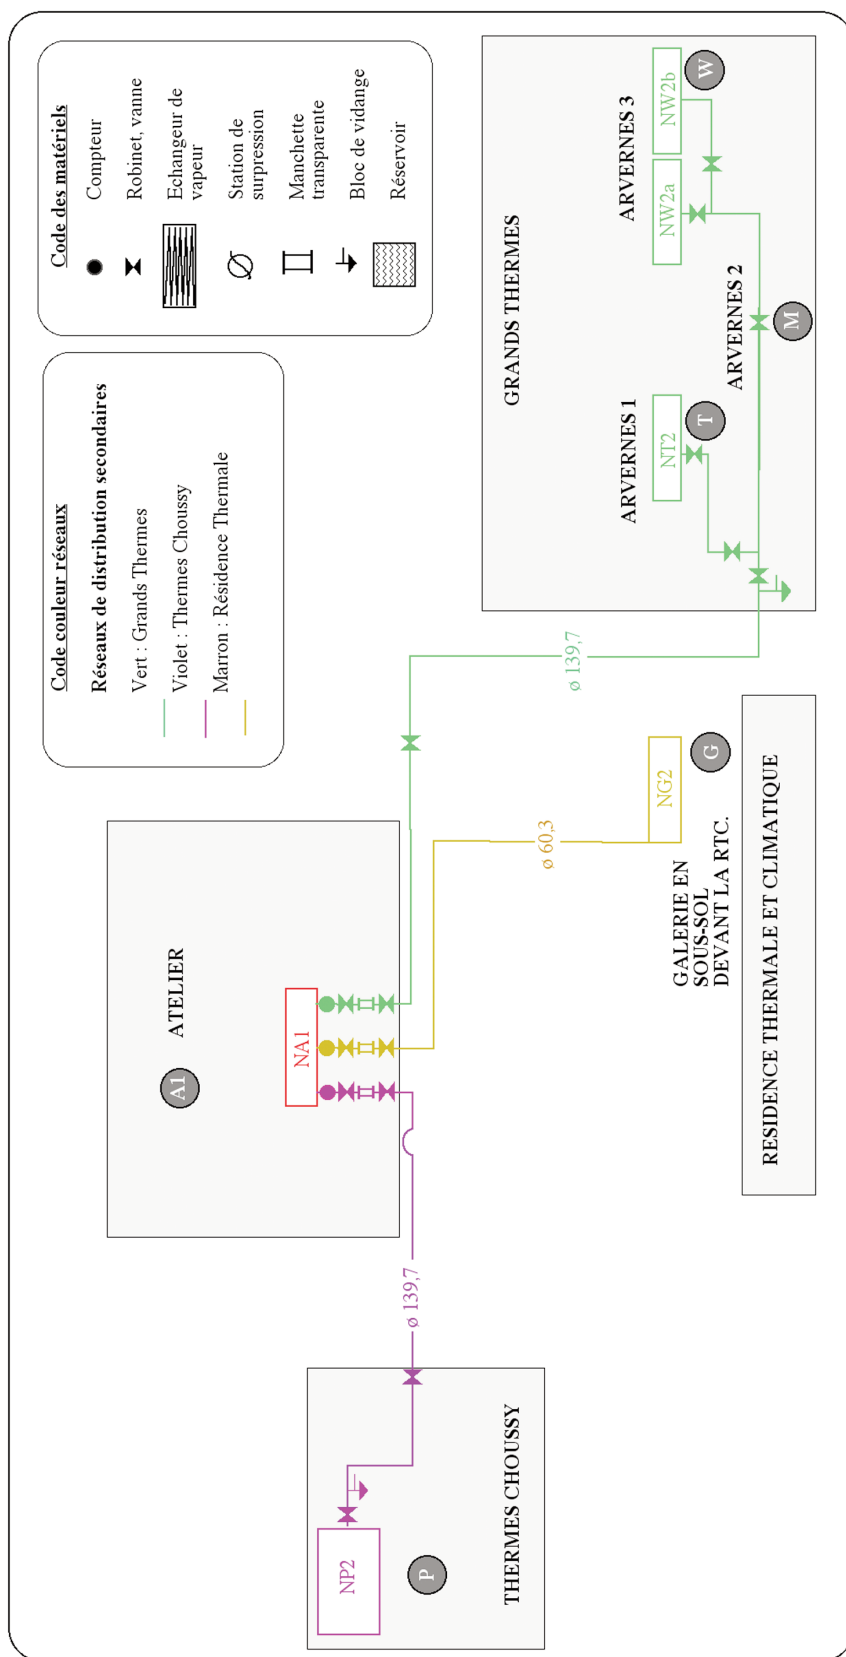 Code couleur réseaux
Réseaux de distribution secondaires
Vert : Grands Thermes
Violet : Thermes Choussy
Marron : Résidence Thermale
Code des matériels
Compteur
Robinet, vanne
Echangeur de
vapeur
Station de
surpression
Manchette
transparente
Bloc de vidange
Réservoir
A1
ATELIER
NA1
ø 139,7
NP2
P
THERMES CHOUSSY
ø 60,3
NG2
G
GALERIE EN
SOUS-SOL
DEVANT LA RTC.
RESIDENCE THERMALE ET CLIMATIQUE
ø 139,7
GRANDS THERMES
ARVERNES 1
NT2
T
ARVERNES 2
M
ARVERNES 3
NW2a
NW2b
W